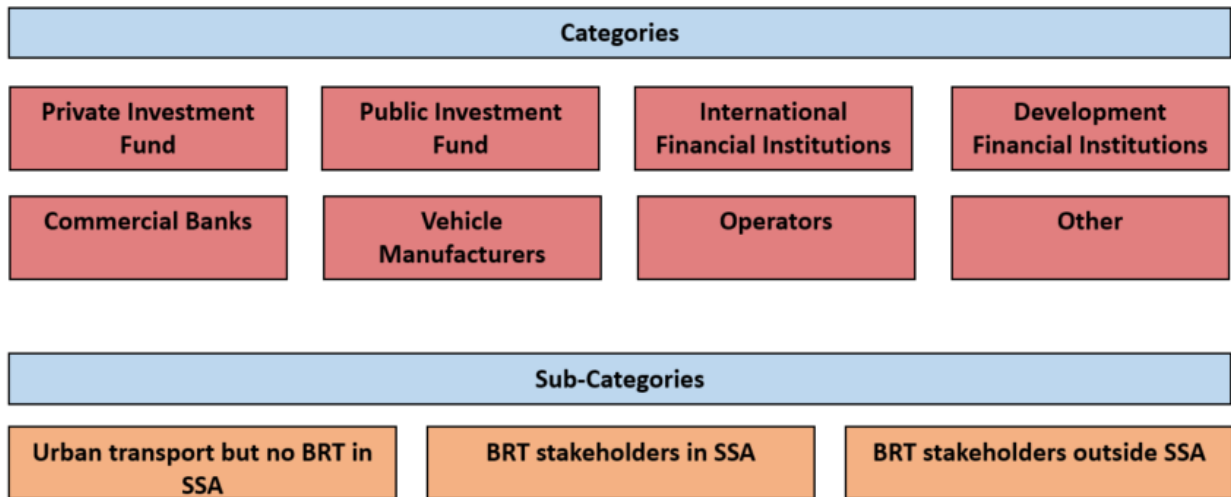 Categories
Private Investment
Fund
Public Investment
Fund
International
Financial Institutions
Development
Financial Institutions
Commercial Banks
Vehicle
Manufacturers
Operators
Other
Sub-Categories
Urban transport but no BRT in
SSA
BRT stakeholders in SSA
BRT stakeholders outside SSA